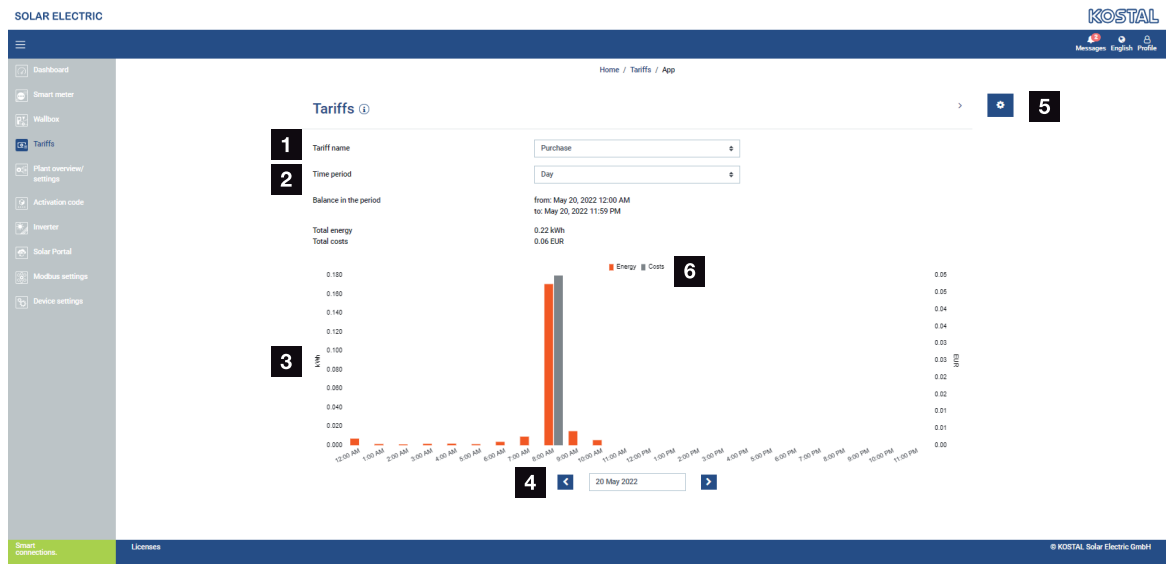 SOLAR ELECTRIC
KOSTAL
2
Messages English Profile
Dashboard
Smart meter
Wallbox
Tariffs
Plant overview/
settings
Activation code
Inverter
Solar Portal
Modbus settings
Device settings
Home / Tariffs / App
Tariffs
5
1
Tariff name
Purchase
2
Time period
Day
Balance in the period
from: May 20, 2022 12:00 AM
to: May 20, 2022 11:59 PM
Total energy
0.22 kWh
Total costs
0.06 EUR
Energy Costs
6
3
kWh
0.180
0.160
0.140
0.120
0.100
0.080
0.060
0.040
0.020
0.000
0.05
0.05
0.04
0.04
0.03
0.03
0.02
0.02
0.01
0.01
0.00
EUR
12:00 AM 1:00 AM 2:00 AM 3:00 AM 4:00 AM 5:00 AM 6:00 AM 7:00 AM 8:00 AM 9:00 AM 10:00 AM 11:00 AM 12:00 PM 1:00 PM 2:00 PM 3:00 PM 4:00 PM 5:00 PM 6:00 PM 7:00 PM 8:00 PM 9:00 PM 10:00 PM 11:00 PM
4
20 May 2022
Smart
connections.
Licenses
© KOSTAL Solar Electric GmbH